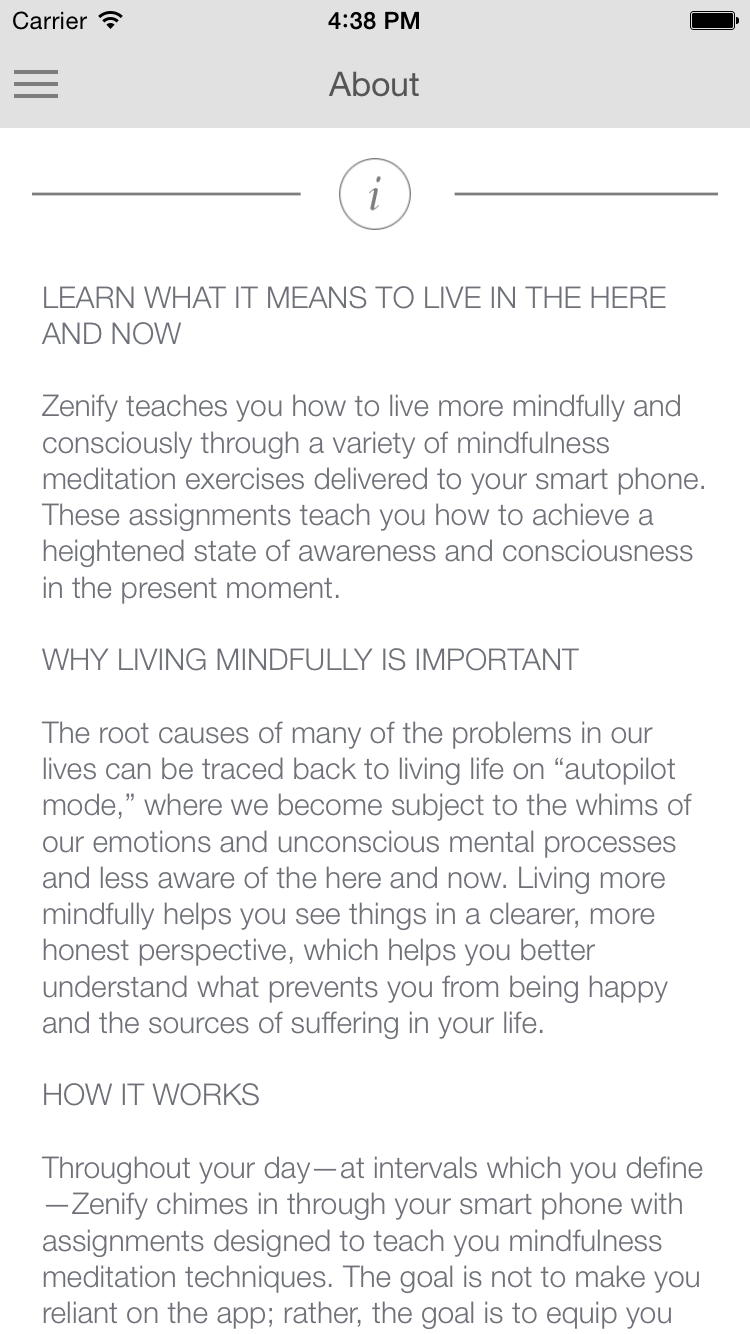 Carrier 4:38 PM
About
i
LEARN WHAT IT MEANS TO LIVE IN THE HERE
AND NOW
Zenify teaches you how to live more mindfully and
consciously through a variety of mindfulness
meditation exercises delivered to your smart phone.
These assignments teach you how to achieve a
heightened state of awareness and consciousness
in the present moment.
WHY LIVING MINDFULLY IS IMPORTANT
The root causes of many of the problems in our
lives can be traced back to living life on “autopilot
mode,” where we become subject to the whims of
our emotions and unconscious mental processes
and less aware of the here and now. Living more
mindfully helps you see things in a clearer, more
honest perspective, which helps you better
understand what prevents you from being happy
and the sources of suffering in your life.
HOW IT WORKS
Throughout your day—at intervals which you define
—Zenify chimes in through your smart phone with
assignments designed to teach you mindfulness
meditation techniques. The goal is not to make you
reliant on the app; rather, the goal is to equip you